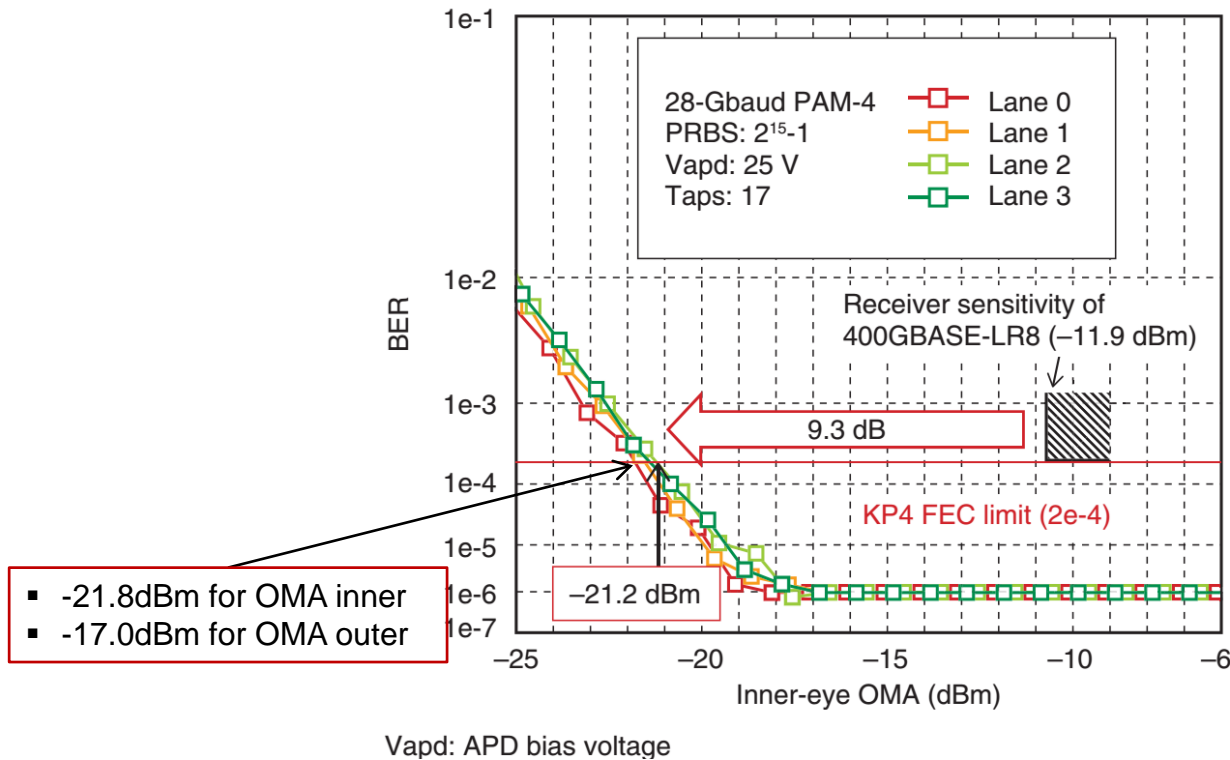 1e-1
28-Gbaud PAM-4
PRBS: 2¹⁵-1
Vapd: 25 V
Taps: 17
Lane 0
Lane 1
Lane 2
Lane 3
1e-2
BER
Receiver sensitivity of
400GBASE-LR8 (–11.9 dBm)
1e-3
9.3 dB
1e-4
KP4 FEC limit (2e-4)
1e-5
▪ -21.8dBm for OMA inner
▪ -17.0dBm for OMA outer
–21.2 dBm
1e-6
1e-7
–25 –20 –15 –10 –6
Inner-eye OMA (dBm)
Vapd: APD bias voltage